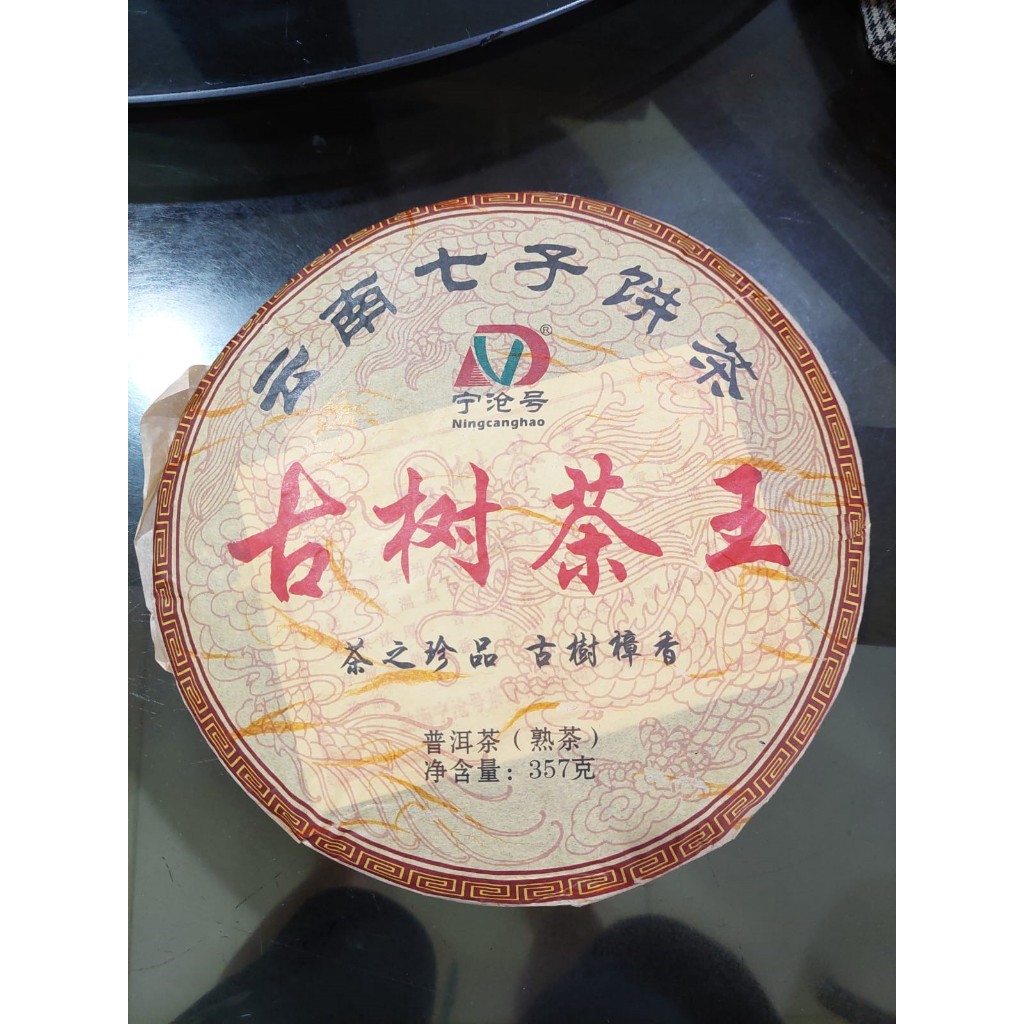 云南七子饼茶
®
宁沧号
Ningcanghao
古树茶王
茶之珍品 古樹樟香
普洱茶（熟茶）
净含量：357克